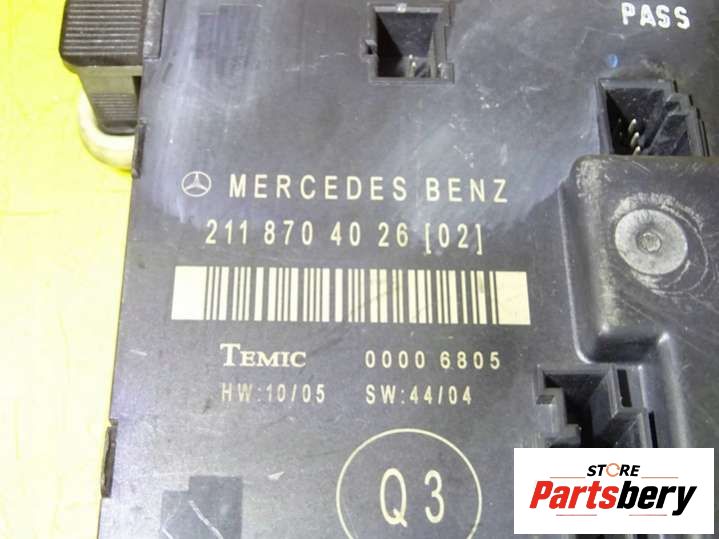 PASS
MERCEDES BENZ
211 870 40 26 [02]
TEMIC 0000 6805
HW:10/05 SW:44/04
Q3
STORE
Partsbery